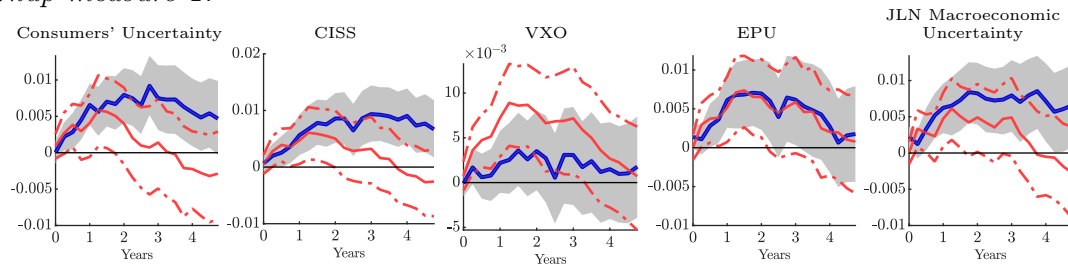 Consumers' Uncertainty
0.01
0.005
0
-0.005
-0.01
0 1 2 3 4
Years
CISS
0.02
0.01
0
-0.01
0 1 2 3 4
Years
VXO
×10⁻³
10
5
0
-5
0 1 2 3 4
Years
EPU
0.01
0.005
0
-0.005
-0.01
0 1 2 3 4
Years
JLN Macroeconomic
Uncertainty
0.01
0.005
0
-0.005
-0.01
0 1 2 3 4
Years